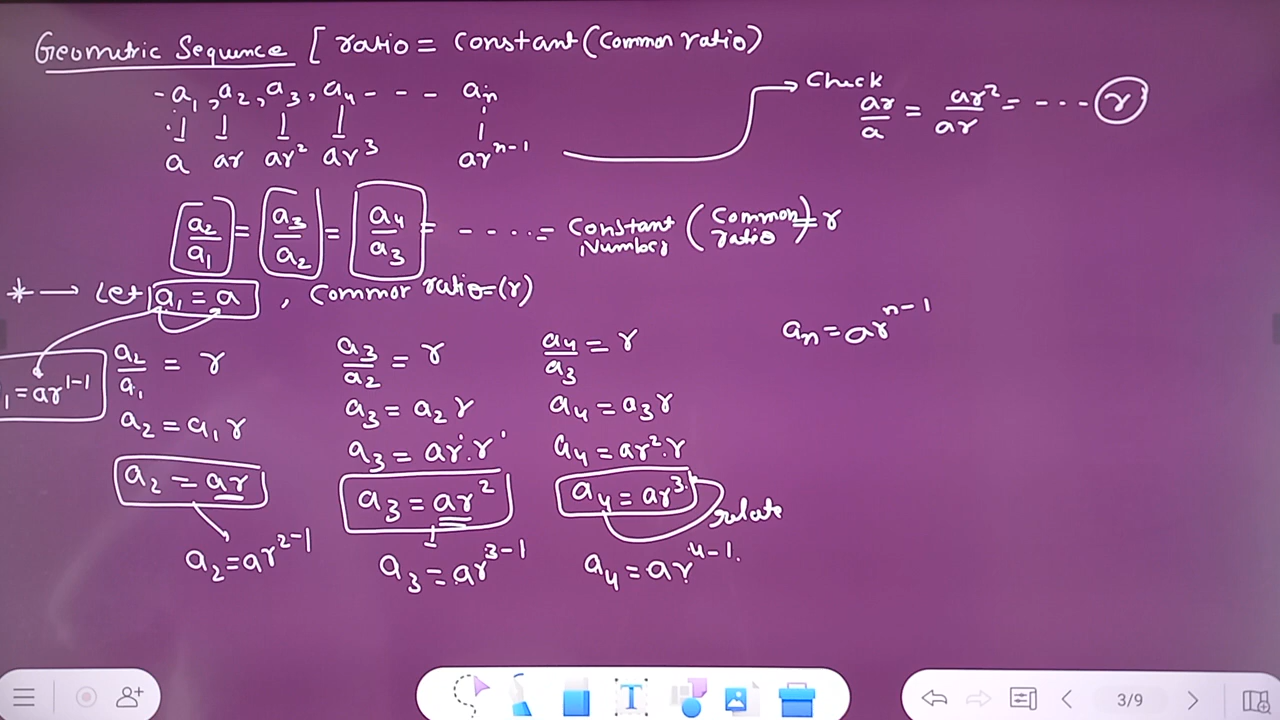 Geometric Sequence [ ratio = Constant (Common ratio)
- a₁, a₂, a₃, a₄ - - - aₙ
a ar ar² ar³ arⁿ⁻¹
Check
ar/a = ar²/ar = - - - - r
a₂/a₁ = a₃/a₂ = a₄/a₃ = - - - . . = Constant Number (Common ratio) = r
* → Let a₁ = a , Common ratio = (r)
₁ = ar¹⁻¹
a₂/a₁ = r
a₂ = a₁ r
a₂ = ar
a₂ = ar²⁻¹
a₃/a₂ = r
a₃ = a₂ r
a₃ = ar · r
a₃ = ar²
a₃ = ar³⁻¹
a₄/a₃ = r
a₄ = a₃ r
a₄ = ar² · r
a₄ = ar³
relate
a₄ = ar⁴⁻¹
aₙ = arⁿ⁻¹
T
3/9